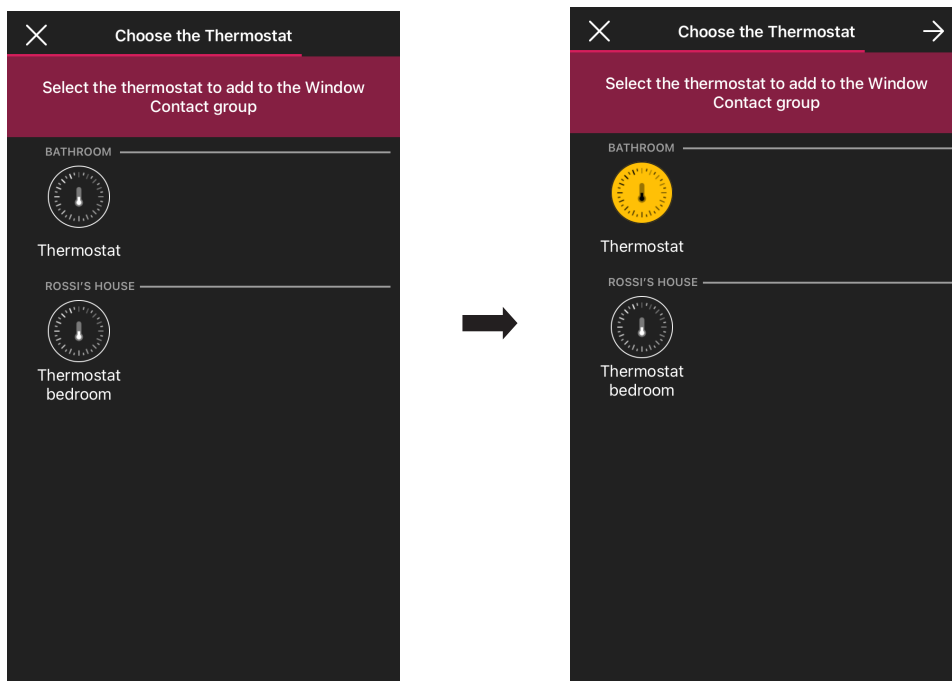 Choose the Thermostat
Select the thermostat to add to the Window
Contact group
BATHROOM
Thermostat
ROSSI'S HOUSE
Thermostat
bedroom
Choose the Thermostat
Select the thermostat to add to the Window
Contact group
BATHROOM
Thermostat
ROSSI'S HOUSE
Thermostat
bedroom